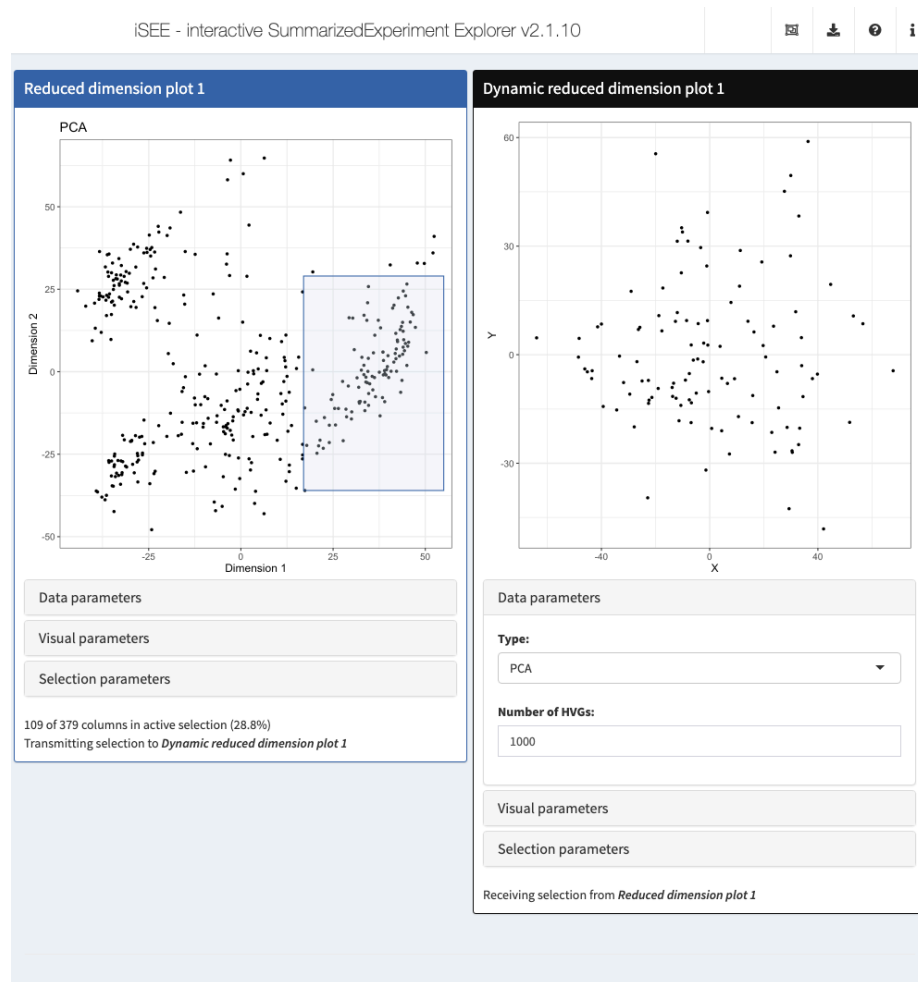 iSEE - interactive SummarizedExperiment Explorer v2.1.10
Reduced dimension plot 1
PCA
50
25
0
-25
-50
Dimension 2
-25
0
25
50
Dimension 1
Data parameters
Visual parameters
Selection parameters
109 of 379 columns in active selection (28.8%)
Transmitting selection to Dynamic reduced dimension plot 1
Dynamic reduced dimension plot 1
60
30
0
-30
Y
-40
0
40
X
Data parameters
Type:
PCA
Number of HVGs:
1000
Visual parameters
Selection parameters
Receiving selection from Reduced dimension plot 1